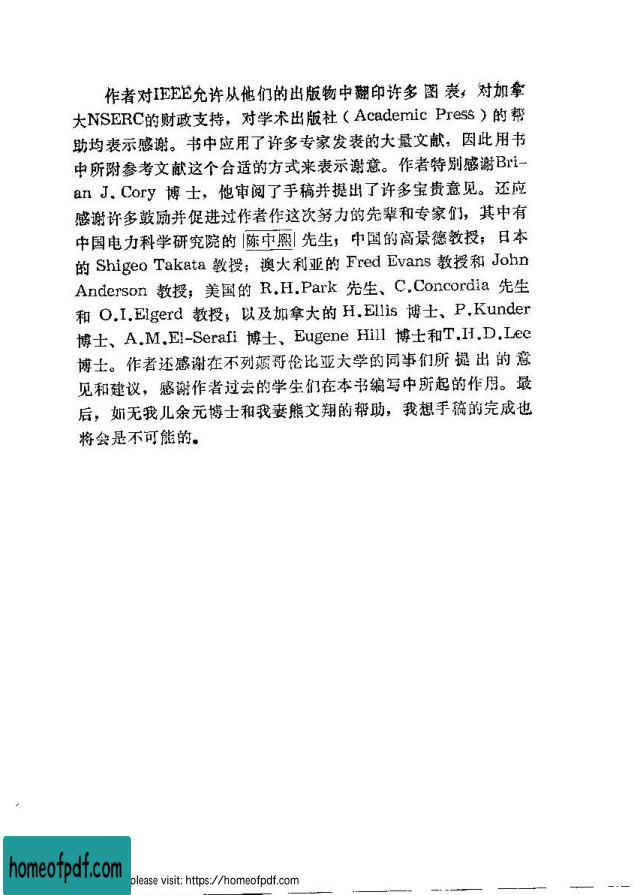 作者对IEEE允许从他们的出版物中翻印许多图表，对加拿
大NSERC的财政支持，对学术出版社（Academic Press）的帮
助均表示感谢。书中应用了许多专家发表的大量文献，因此用书
中所附参考文献这个合适的方式来表示谢意。作者特别感谢Bri-
an J. Cory 博士，他审阅了手稿并提出了许多宝贵意见。还应
感谢许多鼓励并促进过作者作这次努力的先辈和专家们，其中有
中国电力科学研究院的 陈中熙 先生；中国的高景德教授；日本
的 Shigeo Takata 教授；澳大利亚的 Fred Evans 教授和 John
Anderson 教授；美国的 R.H.Park 先生、C.Concordia 先生
和 O.I.Elgerd 教授；以及加拿大的 H.Ellis 博士、P.Kunder
博士、A.M.El-Serafi 博士、Eugene Hill 博士和T.H.D.Lee
博士。作者还感谢在不列颠哥伦比亚大学的同事们所提出的意
见和建议，感谢作者过去的学生们在本书编写中所起的作用。最
后，如无我儿余元博士和我妻熊文翔的帮助，我想手稿的完成也
将会是不可能的。
homeofpdf.com
please visit: https://homeofpdf.com